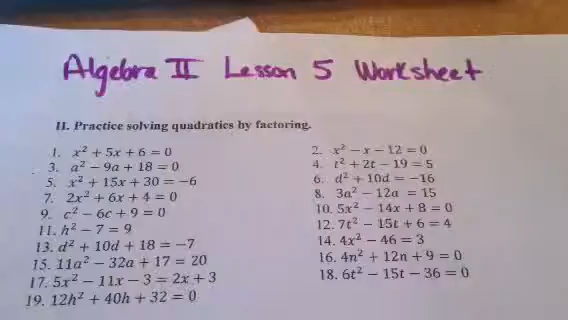 Algebra II Lesson 5 Worksheet
II. Practice solving quadratics by factoring.
1. x² + 5x + 6 = 0
2. x² − x − 12 = 0
3. a² − 9a + 18 = 0
4. t² + 2t − 19 = 5
5. x² + 15x + 30 = −6
6. d² + 10d = −16
7. 2x² + 6x + 4 = 0
8. 3a² − 12a = 15
9. c² − 6c + 9 = 0
10. 5x² − 14x + 8 = 0
11. h² − 7 = 9
12. 7t² − 15t + 6 = 4
13. d² + 10d + 18 = −7
14. 4x² − 46 = 3
15. 11a² − 32a + 17 = 20
16. 4n² + 12n + 9 = 0
17. 5x² − 11x − 3 = 2x + 3
18. 6t² − 15t − 36 = 0
19. 12h² + 40h + 32 = 0